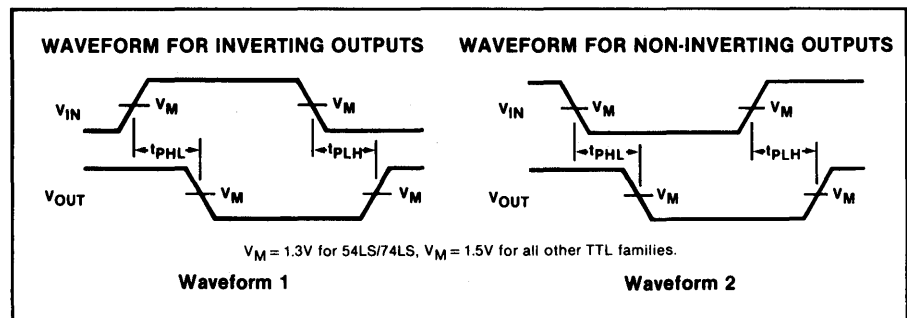 WAVEFORM FOR INVERTING OUTPUTS
VIN
VM
VM
tPHL
tPLH
VOUT
VM
VM
WAVEFORM FOR NON-INVERTING OUTPUTS
VIN
VM
VM
tPHL
tPLH
VOUT
VM
VM
VM = 1.3V for 54LS/74LS, VM = 1.5V for all other TTL families.
Waveform 1
Waveform 2